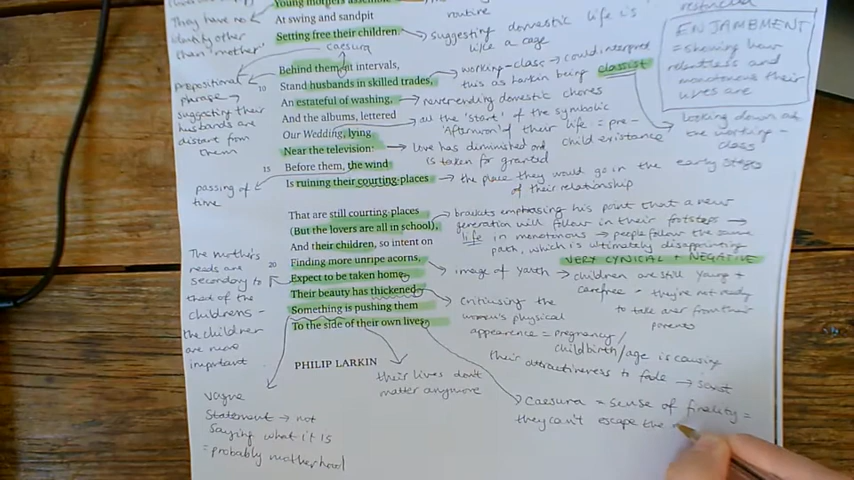 Young mothers assemble
At swing and sandpit
Setting free their children.
routine
suggesting domestic life is
like a cage
They have no
identity other
than 'mother'
caesura
ENJAMBMENT
= showing how
relentless and
monotonous their
lives are
Behind them, at intervals,
10
Stand husbands in skilled trades,
An estateful of washing,
And the albums, lettered
Our Wedding, lying
Near the television:
15
Before them, the wind
Is ruining their courting-places
prepositional
phrase →
suggesting their
husbands are
distant from
them
passing of
time
working-class → could interpret
this as Larkin being classist
domestic chores
all the 'start' of the symbolic
'Afternoon' of their life = pre-
child existance
love has diminished and
is taken for granted
looking down at
the working-
class
the place they would go in the early stages
of their relationship
That are still courting-places
(But the lovers are all in school),
And their children, so intent on
20
Finding more unripe acorns,
Expect to be taken home.
Their beauty has thickened.
Something is pushing them
To the side of their own lives.
PHILIP LARKIN
brackets emphasing his point that a new
generation will follow in their footsteps →
life in monotonous → people follow the same
path, which is ultimately disappointing
VERY CYNICAL + NEGATIVE
image of youth → children are still young +
carefree - they're not ready
to take over from their
parents
The mother's
needs are
secondary to
that of the
childrens -
the children
are more
important
the
women's physical
appearence = pregnancy/
childbirth/age is causing
their attractiveness to fade →
their lives don't
matter anymore
vague
Statement → not
saying what it is
= probably motherhood
Caesura = sense of finality =
they can't escape the